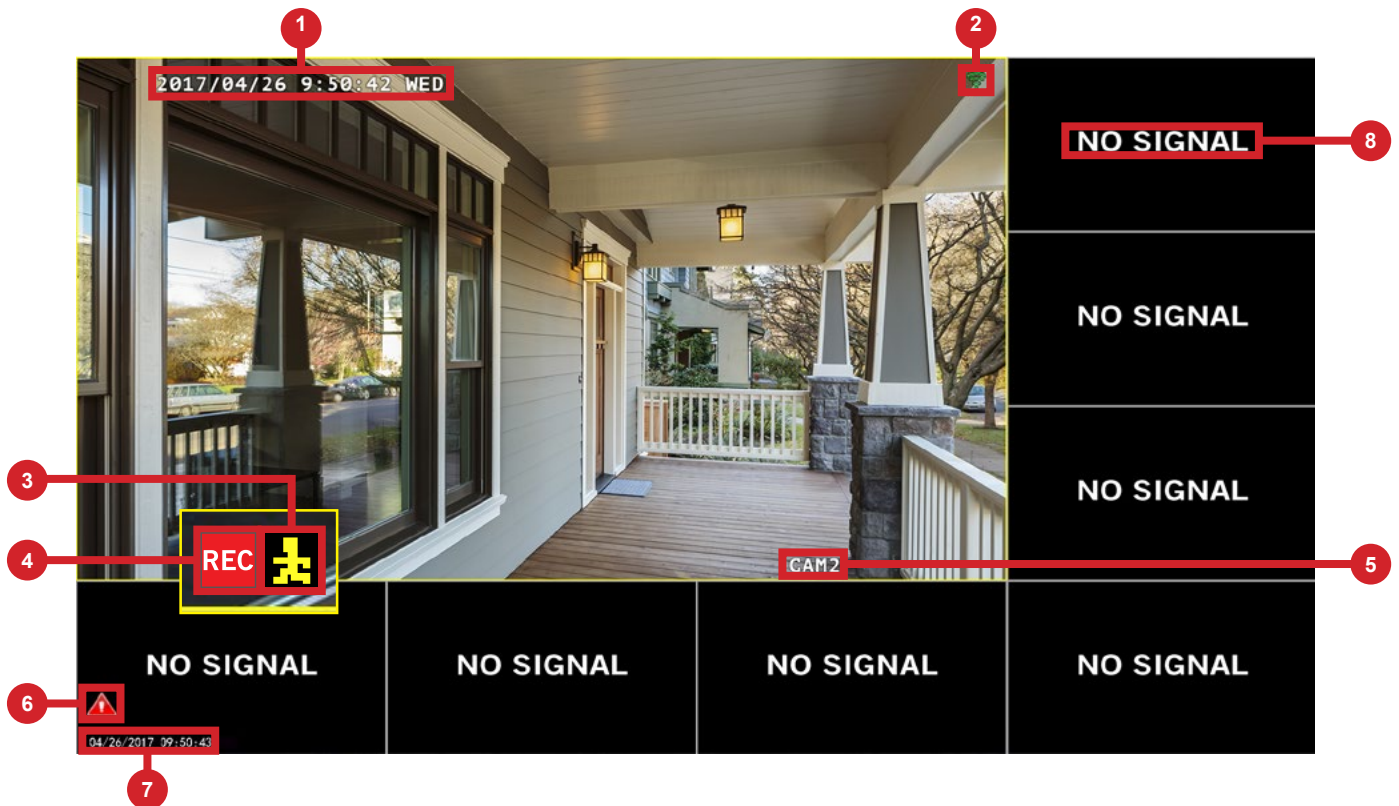 1
2
2017/04/26 9:50:42 WED
NO SIGNAL
8
NO SIGNAL
3
NO SIGNAL
4
REC
CAM2
5
NO SIGNAL
NO SIGNAL
NO SIGNAL
NO SIGNAL
6
04/26/2017 09:50:43
7